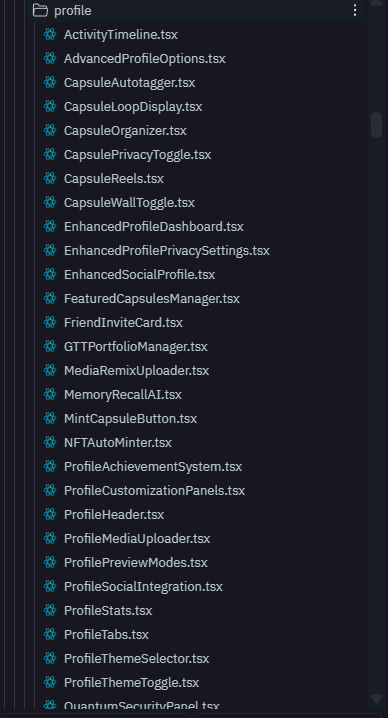 profile
ActivityTimeline.tsx
AdvancedProfileOptions.tsx
CapsuleAutotagger.tsx
CapsuleLoopDisplay.tsx
CapsuleOrganizer.tsx
CapsulePrivacyToggle.tsx
CapsuleReels.tsx
CapsuleWallToggle.tsx
EnhancedProfileDashboard.tsx
EnhancedProfilePrivacySettings.tsx
EnhancedSocialProfile.tsx
FeaturedCapsulesManager.tsx
FriendInviteCard.tsx
GTTPortfolioManager.tsx
MediaRemixUploader.tsx
MemoryRecallAI.tsx
MintCapsuleButton.tsx
NFTAutoMinter.tsx
ProfileAchievementSystem.tsx
ProfileCustomizationPanels.tsx
ProfileHeader.tsx
ProfileMediaUploader.tsx
ProfilePreviewModes.tsx
ProfileSocialIntegration.tsx
ProfileStats.tsx
ProfileTabs.tsx
ProfileThemeSelector.tsx
ProfileThemeToggle.tsx
QuantumSecurityPanel.tsx